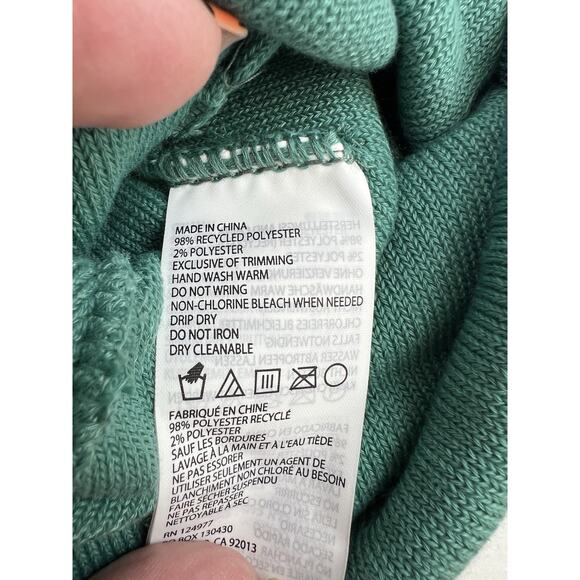 MADE IN CHINA
98% RECYCLED POLYESTER
2% POLYESTER
EXCLUSIVE OF TRIMMING
HAND WASH WARM
DO NOT WRING
NON-CHLORINE BLEACH WHEN NEEDED
DRIP DRY
DO NOT IRON
DRY CLEANABLE
FABRIQUÉ EN CHINE
98% POLYESTER RECYCLÉ
2% POLYESTER
SAUF LES BORDURES
LAVAGE À LA MAIN ET À L'EAU TIÈDE
NE PAS ESSORER
UTILISER SEULEMENT UN AGENT DE
BLANCHIMENT NON CHLORÉ AU BESOIN
FAIRE SÉCHER SUSPENDU
NE PAS REPASSER
NETTOYABLE À SEC
RN 124977
PO BOX 130430
CA 92013